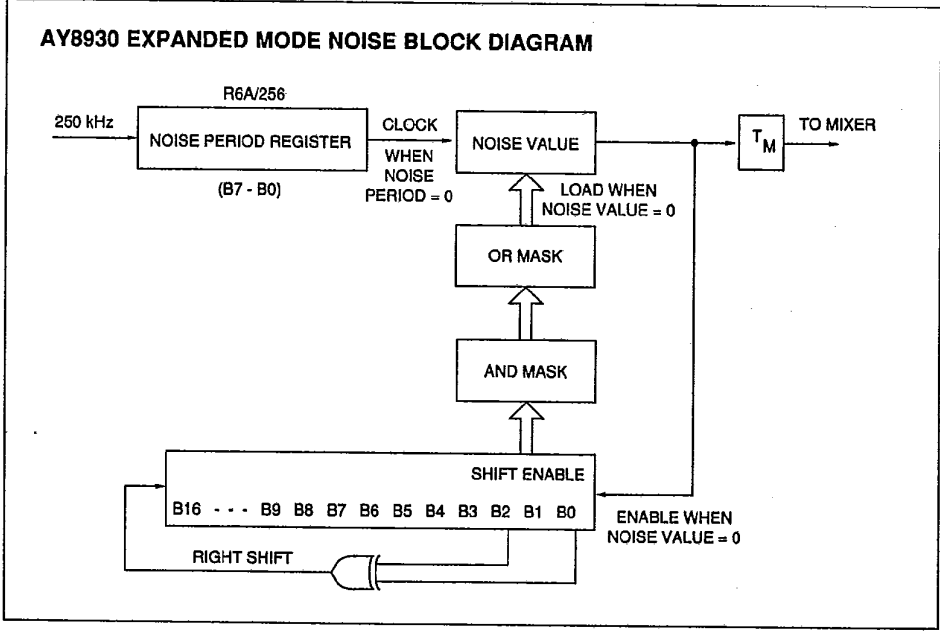 AY8930 EXPANDED MODE NOISE BLOCK DIAGRAM
R6A/256
250 kHz
NOISE PERIOD REGISTER
(B7 - B0)
CLOCK
WHEN
NOISE
PERIOD = 0
NOISE VALUE
TM
TO MIXER
LOAD WHEN
NOISE VALUE = 0
OR MASK
AND MASK
SHIFT ENABLE
B16 - - - B9 B8 B7 B6 B5 B4 B3 B2 B1 B0
ENABLE WHEN
NOISE VALUE = 0
RIGHT SHIFT